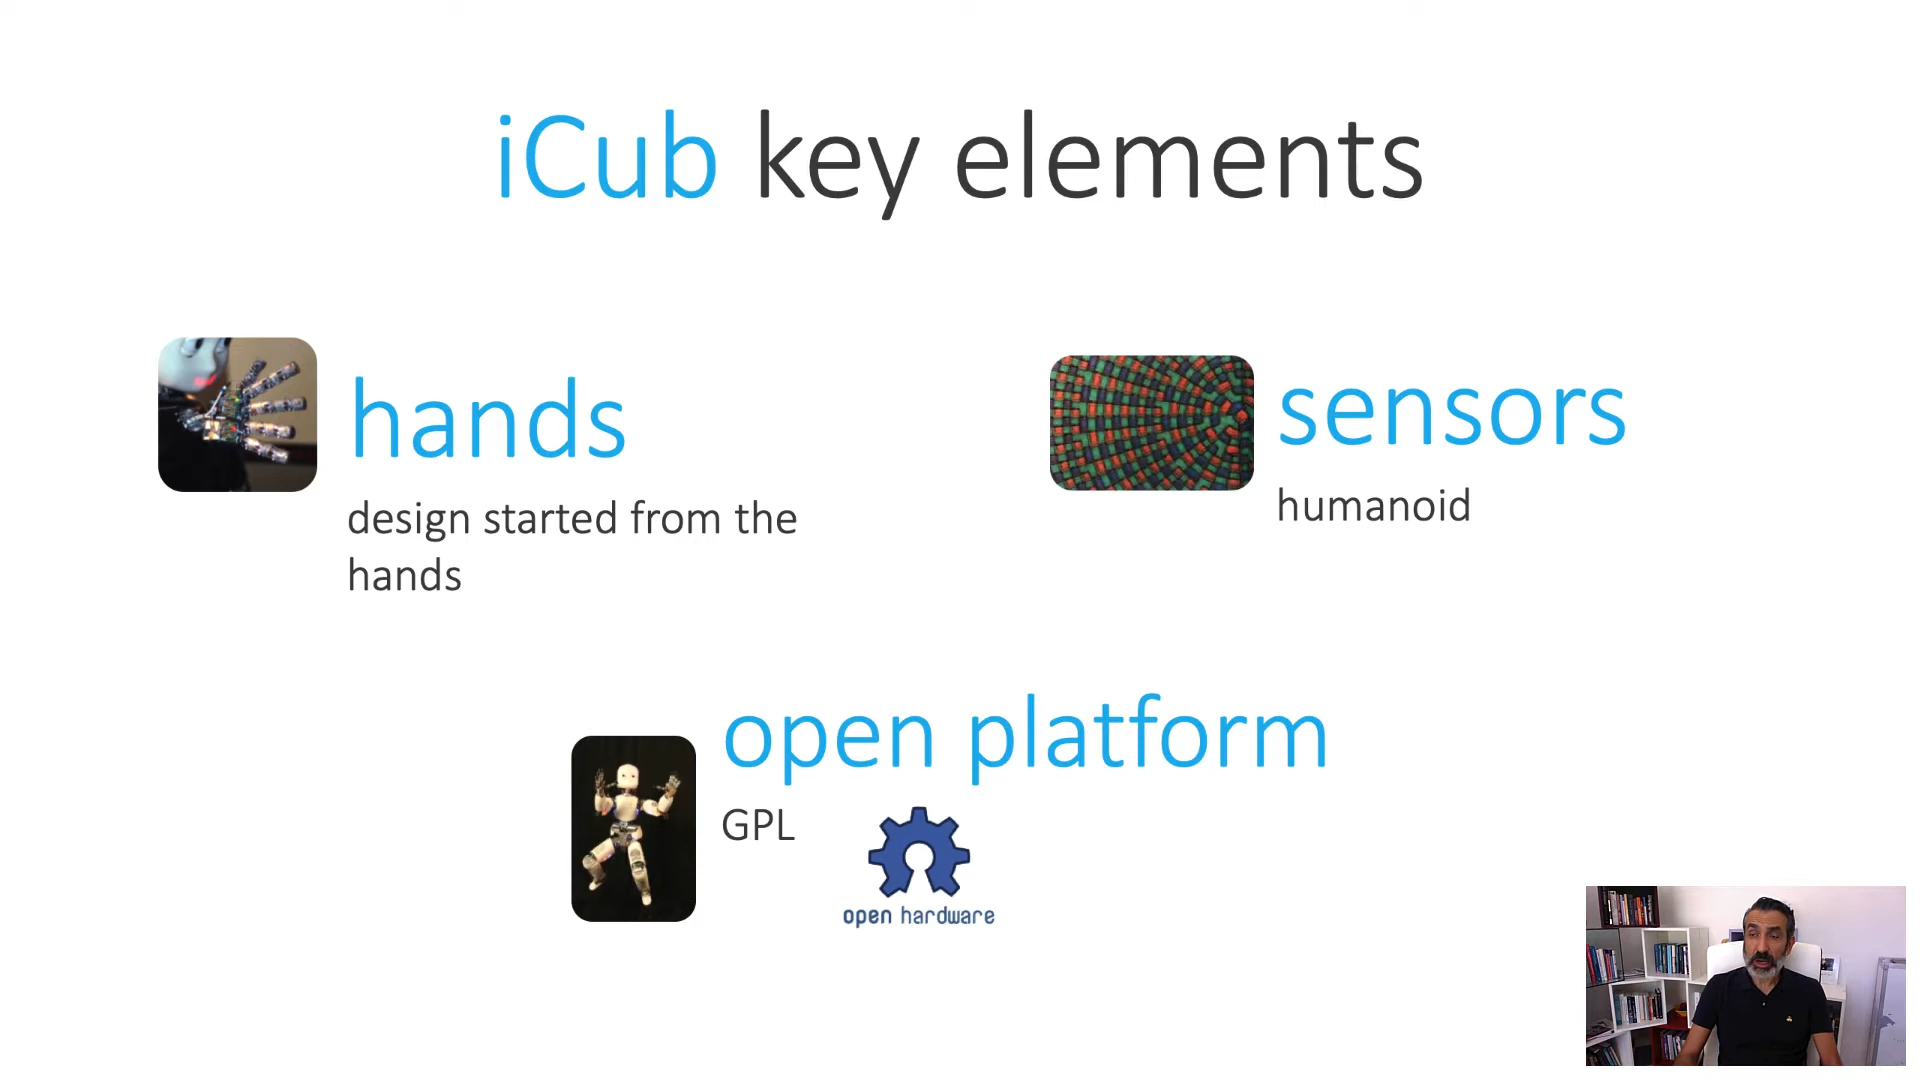 iCub key elements
hands
design started from the
hands
sensors
humanoid
open platform
GPL
open hardware